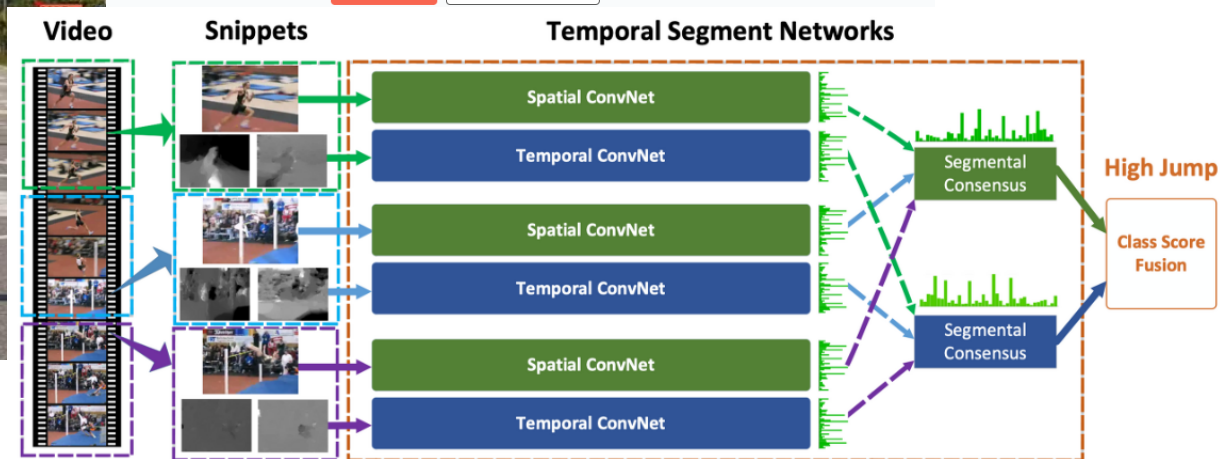 Video
Snippets
Temporal Segment Networks
Spatial ConvNet
Temporal ConvNet
Spatial ConvNet
Temporal ConvNet
Spatial ConvNet
Temporal ConvNet
Segmental
Consensus
Segmental
Consensus
High Jump
Class Score
Fusion